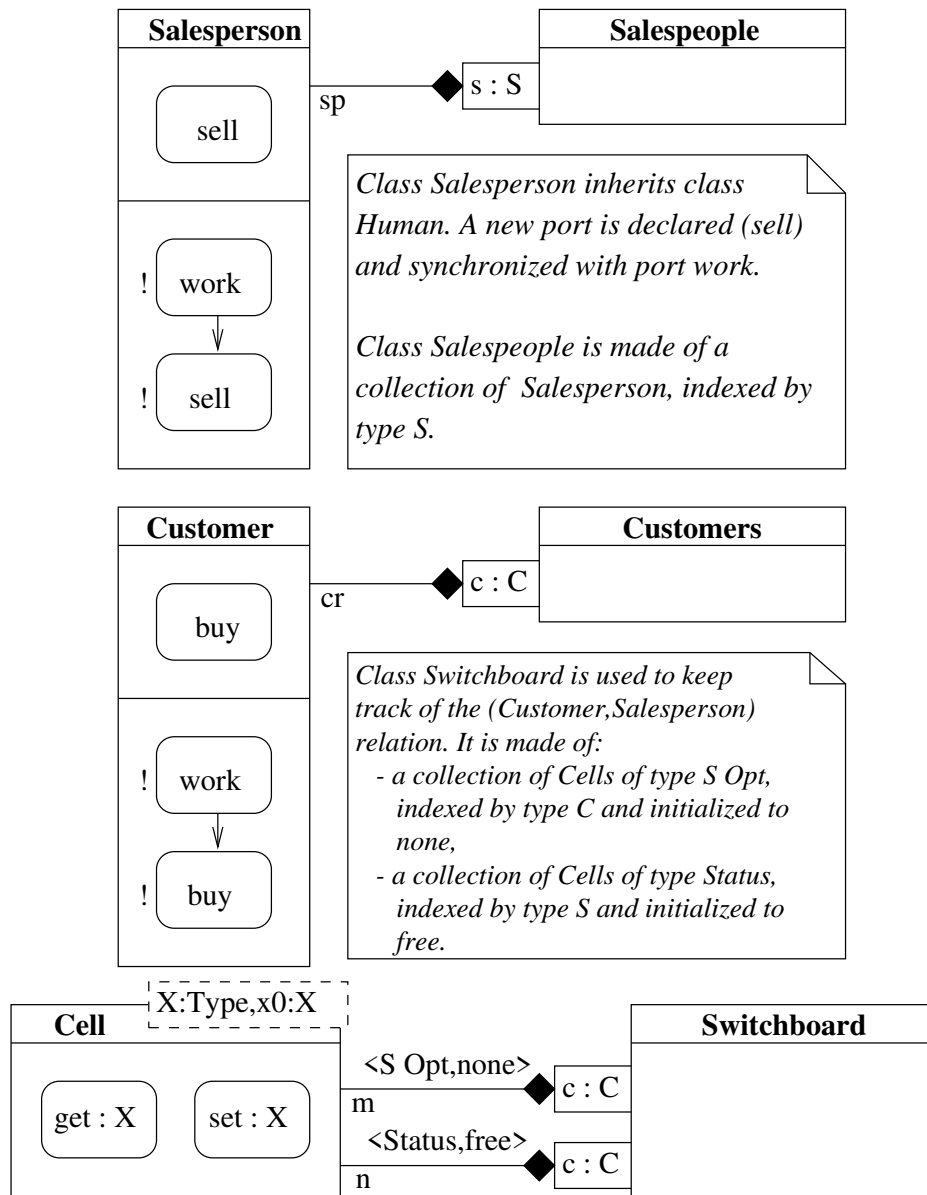 Salesperson
Salespeople
s : S
sp
sell
Class Salesperson inherits class
Human. A new port is declared (sell)
and synchronized with port work.
Class Salespeople is made of a
collection of Salesperson, indexed by
type S.
! work
! sell
Customer
Customers
c : C
cr
buy
Class Switchboard is used to keep
track of the (Customer,Salesperson)
relation. It is made of:
- a collection of Cells of type S Opt,
indexed by type C and initialized to
none,
- a collection of Cells of type Status,
indexed by type S and initialized to
free.
! work
! buy
X:Type,x0:X
Cell
Switchboard
<S Opt,none>
c : C
m
get : X
set : X
<Status,free>
c : C
n